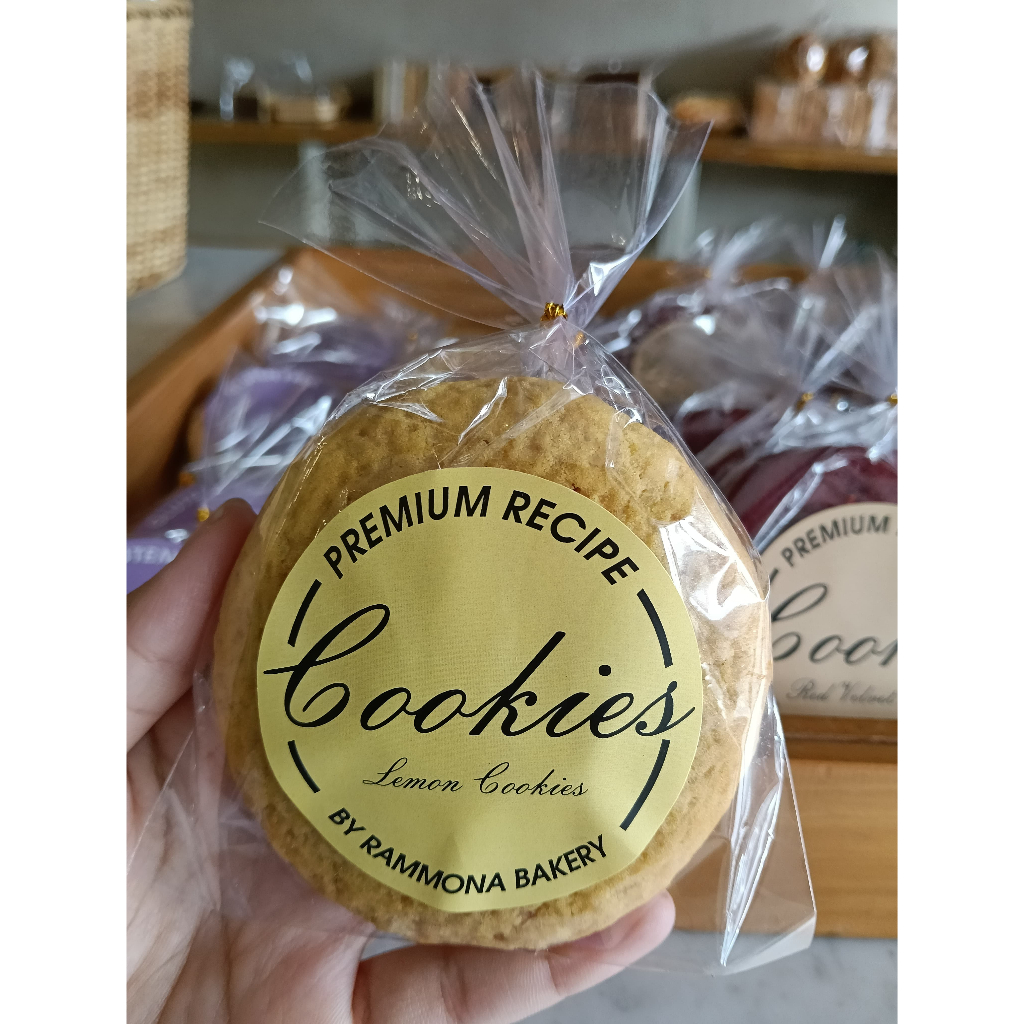 PREMIUM RECIPE
Cookies
Lemon Cookies
BY RAMMONA BAKERY
PREMIUM
Red Velvet